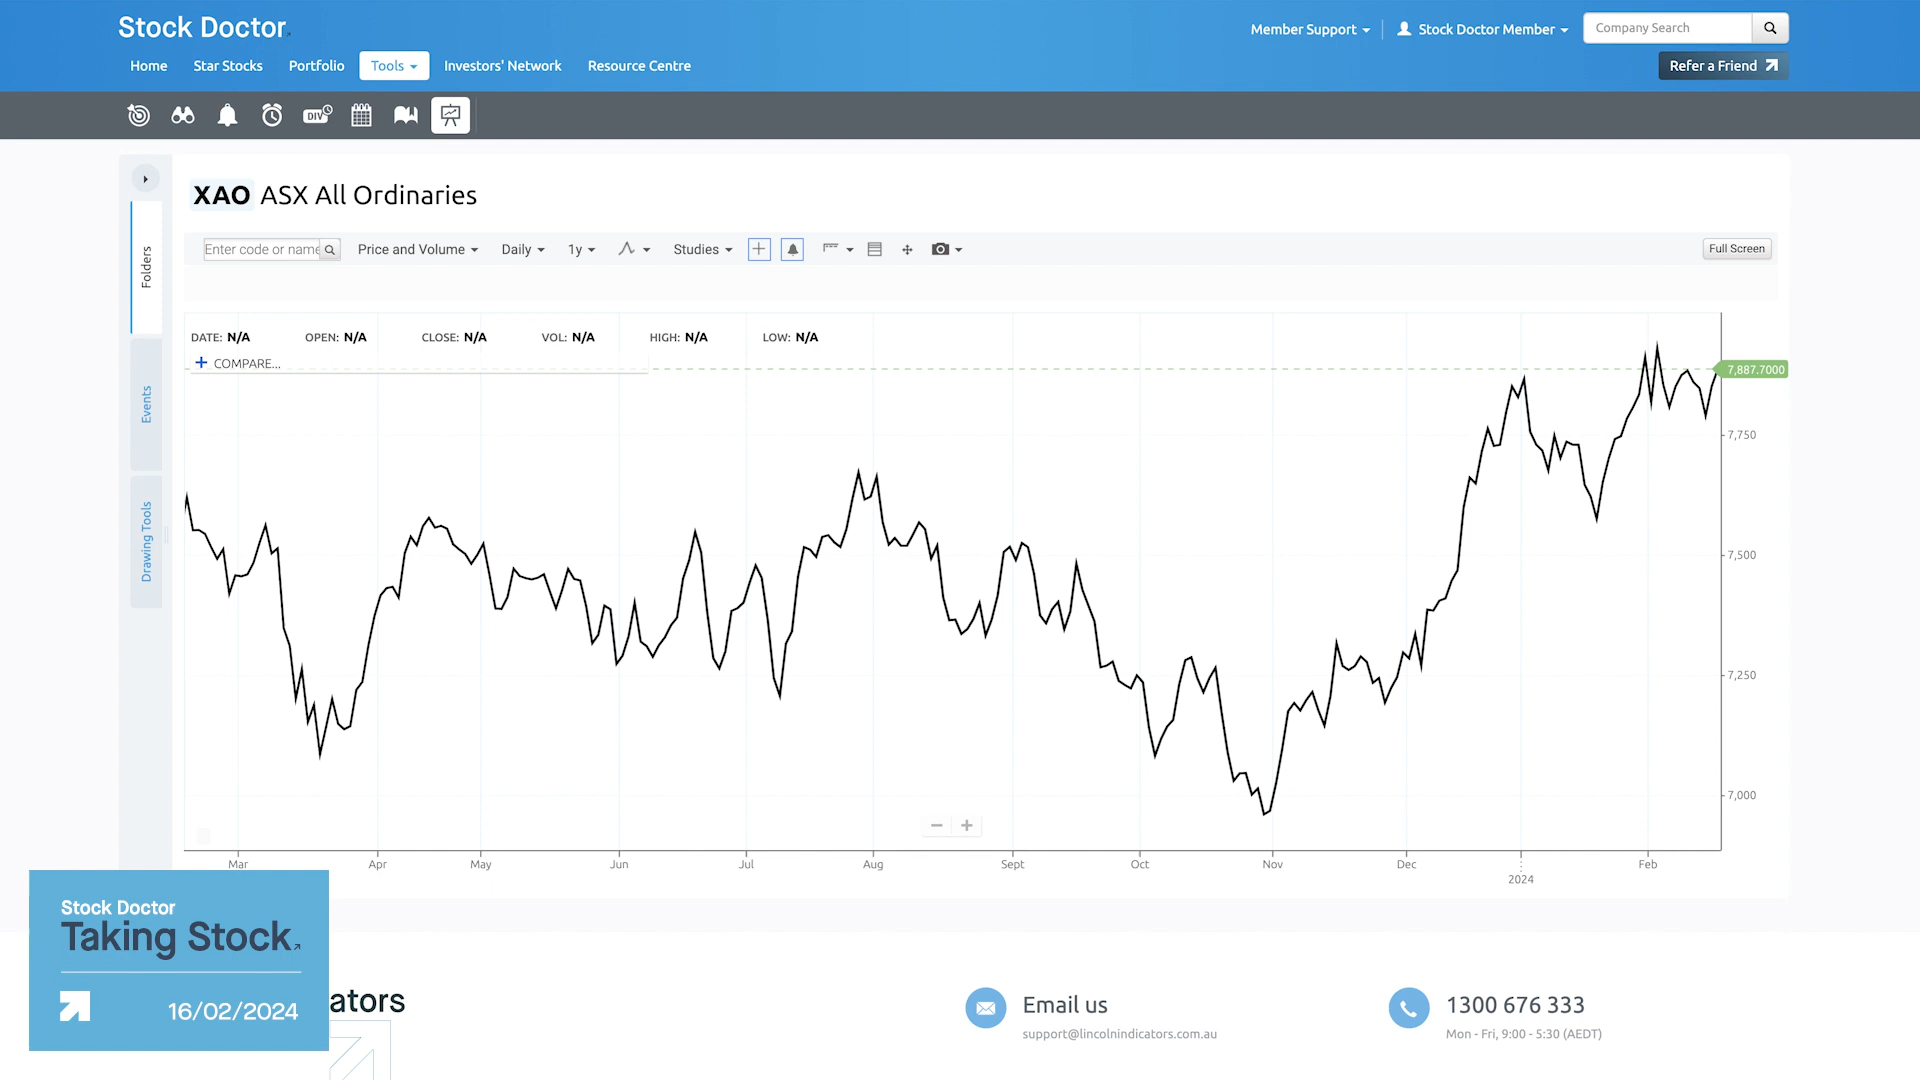 Stock Doctor
Member Support
Stock Doctor Member
Company Search
Home
Star Stocks
Portfolio
Tools
Investors' Network
Resource Centre
Refer a Friend
DIV
XAO ASX All Ordinaries
Folders
Events
Drawing Tools
Enter code or name
Price and Volume
Daily
1y
Studies
Full Screen
DATE: N/A
OPEN: N/A
CLOSE: N/A
VOL: N/A
HIGH: N/A
LOW: N/A
+ COMPARE...
7,887.7000
7,750
7,500
7,250
7,000
Mar
Apr
May
Jun
Jul
Aug
Sept
Oct
Nov
Dec
2024
Feb
Stock Doctor
Taking Stock
16/02/2024
ators
Email us
support@lincolnindicators.com.au
1300 676 333
Mon - Fri, 9:00 - 5:30 (AEDT)